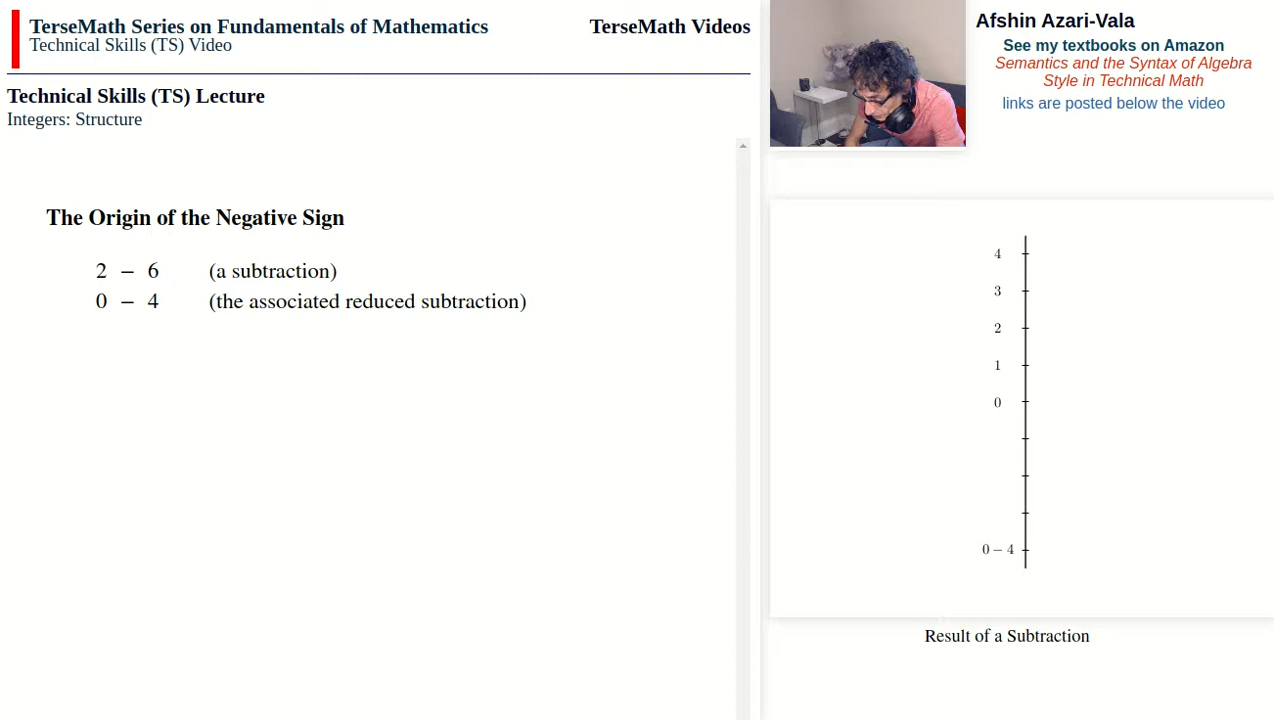 TerseMath Series on Fundamentals of Mathematics
Technical Skills (TS) Video
TerseMath Videos
Technical Skills (TS) Lecture
Integers: Structure
The Origin of the Negative Sign
2 − 6 (a subtraction)
0 − 4 (the associated reduced subtraction)
Afshin Azari-Vala
See my textbooks on Amazon
Semantics and the Syntax of Algebra
Style in Technical Math
links are posted below the video
4
3
2
1
0
0 − 4
Result of a Subtraction